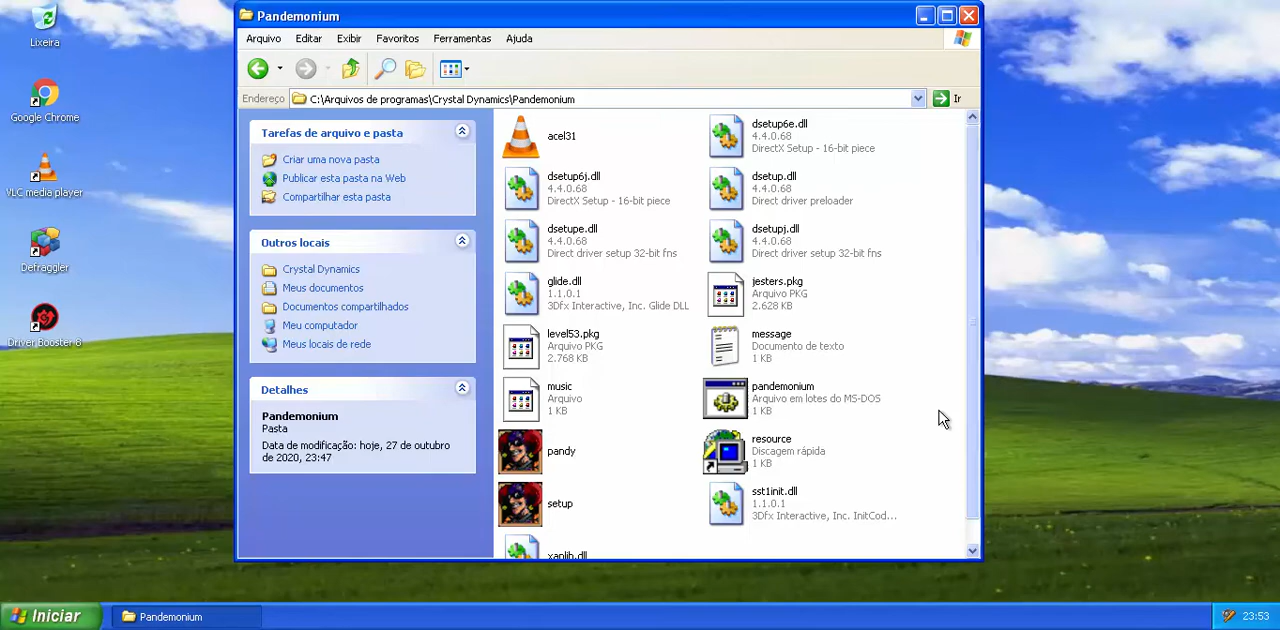 Lixeira
Google Chrome
VLC media player
Defraggler
Driver Booster 6
Pandemonium
Arquivo Editar Exibir Favoritos Ferramentas Ajuda
Endereço C:\Arquivos de programas\Crystal Dynamics\Pandemonium Ir
Tarefas de arquivo e pasta
Criar uma nova pasta
Publicar esta pasta na Web
Compartilhar esta pasta
Outros locais
Crystal Dynamics
Meus documentos
Documentos compartilhados
Meu computador
Meus locais de rede
Detalhes
Pandemonium
Pasta
Data de modificação: hoje, 27 de outubro
de 2020, 23:47
acel31
dsetup6e.dll
4.4.0.68
DirectX Setup - 16-bit piece
dsetup6j.dll
4.4.0.68
DirectX Setup - 16-bit piece
dsetup.dll
4.4.0.68
Direct driver preloader
dsetupe.dll
4.4.0.68
Direct driver setup 32-bit fns
dsetupj.dll
4.4.0.68
Direct driver setup 32-bit fns
glide.dll
1.1.0.1
3Dfx Interactive, Inc. Glide DLL
jesters.pkg
Arquivo PKG
2.628 KB
level53.pkg
Arquivo PKG
2.768 KB
message
Documento de texto
1 KB
music
Arquivo
1 KB
pandemonium
Arquivo em lotes do MS-DOS
1 KB
pandy
resource
Discagem rápida
1 KB
setup
sst1init.dll
1.1.0.1
3Dfx Interactive, Inc. InitCod...
xanlib.dll
Iniciar Pandemonium 23:53